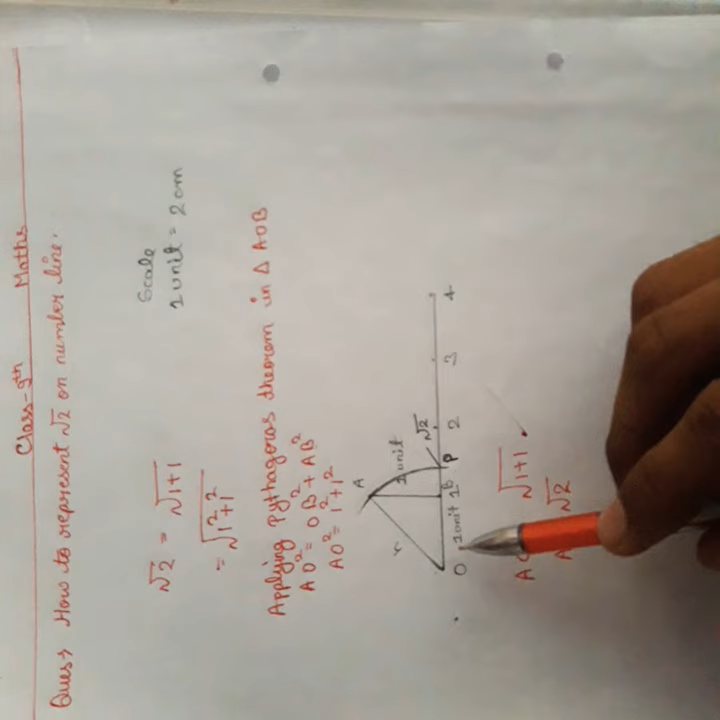 Class-9th Maths
Ques→ How to represent √2 on number line.
Scale
1 unit = 2 cm
√2 = √1+1
= √1²+1²
Applying Pythagoras theorem in Δ AOB
AO² = OB² + AB²
AO² = 1² + 1²
A
r
1 unit
√2
P
O 1 unit 1 B 2 3 4
A √1+1
A √2